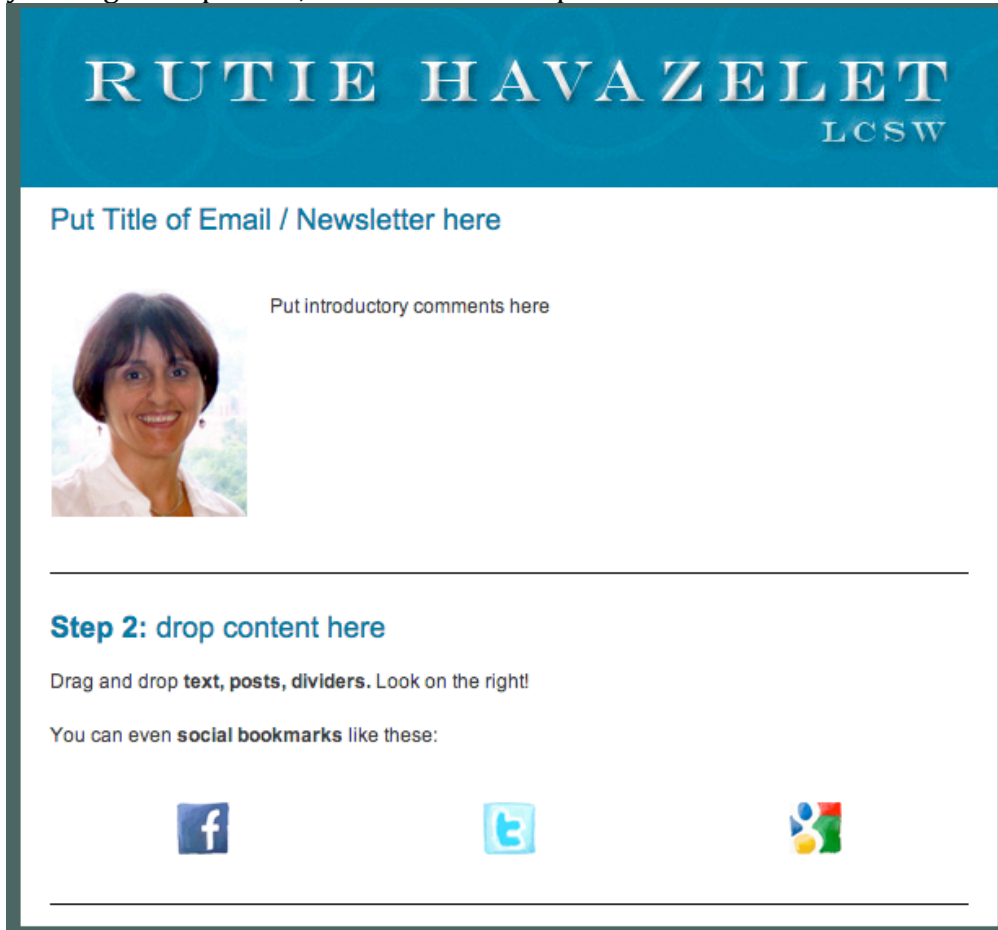 RUTIE HAVAZELET
LCSW
Put Title of Email / Newsletter here
Put introductory comments here
Step 2: drop content here
Drag and drop text, posts, dividers. Look on the right!
You can even social bookmarks like these: